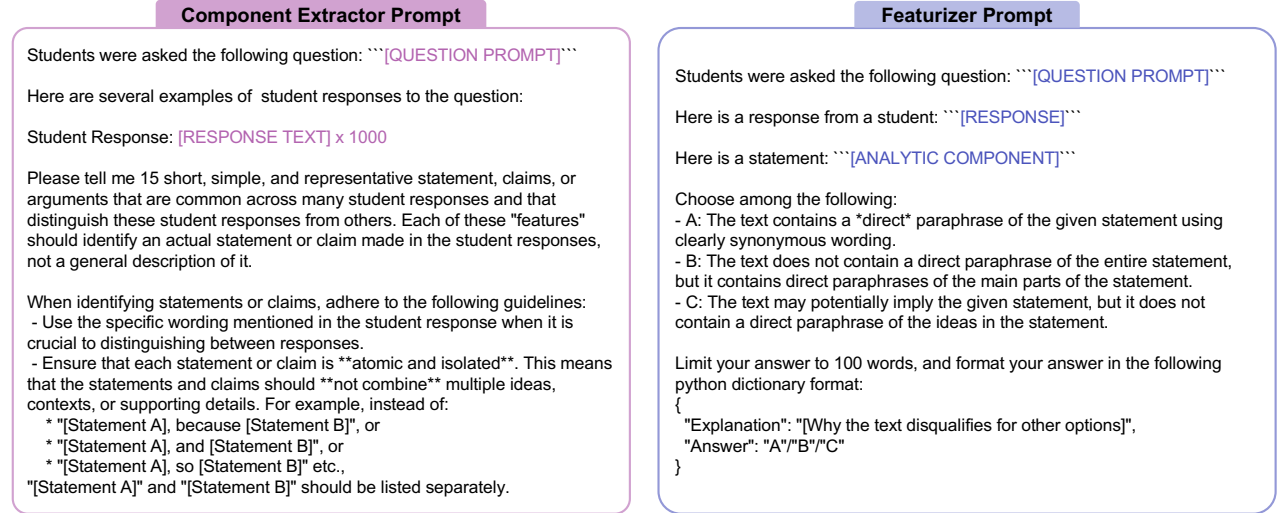 Component Extractor Prompt
Students were asked the following question: ```[QUESTION PROMPT]```
Here are several examples of  student responses to the question:
Student Response: [RESPONSE TEXT] x 1000
Please tell me 15 short, simple, and representative statement, claims, or
arguments that are common across many student responses and that
distinguish these student responses from others. Each of these "features"
should identify an actual statement or claim made in the student responses,
not a general description of it.
When identifying statements or claims, adhere to the following guidelines:
- Use the specific wording mentioned in the student response when it is
crucial to distinguishing between responses.
- Ensure that each statement or claim is **atomic and isolated**. This means
that the statements and claims should **not combine** multiple ideas,
contexts, or supporting details. For example, instead of:
* "[Statement A], because [Statement B]", or
* "[Statement A], and [Statement B]", or
* "[Statement A], so [Statement B]" etc.,
"[Statement A]" and "[Statement B]" should be listed separately.
Featurizer Prompt
Students were asked the following question: ```[QUESTION PROMPT]```
Here is a response from a student: ```[RESPONSE]```
Here is a statement: ```[ANALYTIC COMPONENT]```
Choose among the following:
- A: The text contains a *direct* paraphrase of the given statement using
clearly synonymous wording.
- B: The text does not contain a direct paraphrase of the entire statement,
but it contains direct paraphrases of the main parts of the statement.
- C: The text may potentially imply the given statement, but it does not
contain a direct paraphrase of the ideas in the statement.
Limit your answer to 100 words, and format your answer in the following
python dictionary format:
{
"Explanation": "[Why the text disqualifies for other options]",
"Answer": "A"/"B"/"C"
}